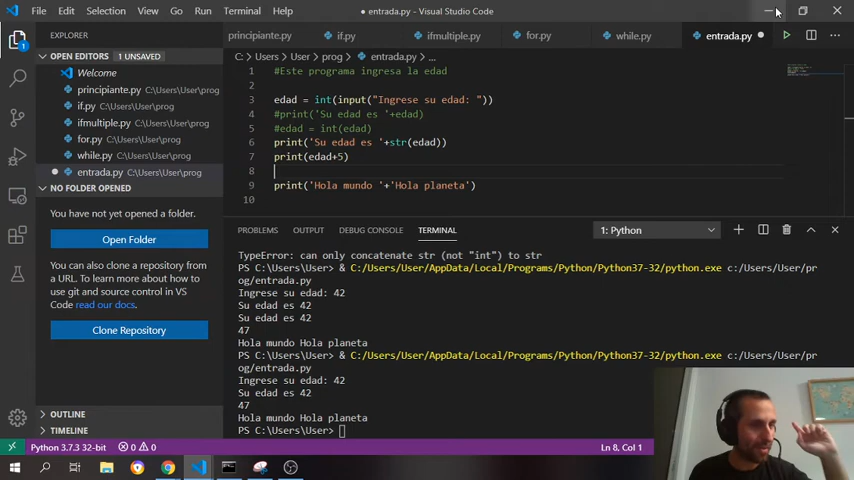 File Edit Selection View Go Run Terminal Help
● entrada.py - Visual Studio Code
EXPLORER
principiante.py if.py ifmultiple.py for.py while.py entrada.py ●
OPEN EDITORS 1 UNSAVED
Welcome
principiante.py C:\Users\User\prog
if.py C:\Users\User\prog
ifmultiple.py C:\Users\User\prog
for.py C:\Users\User\prog
while.py C:\Users\User\prog
entrada.py C:\Users\User\prog
NO FOLDER OPENED
You have not yet opened a folder.
Open Folder
You can also clone a repository from
a URL. To learn more about how to
use git and source control in VS
Code read our docs.
Clone Repository
OUTLINE
TIMELINE
C: > Users > User > prog > entrada.py > ...
1 #Este programa ingresa la edad
2
3 edad = int(input("Ingrese su edad: "))
4 #print('Su edad es '+edad)
5 #edad = int(edad)
6 print('Su edad es '+str(edad))
7 print(edad+5)
8
9 print('Hola mundo '+'Hola planeta')
10
PROBLEMS OUTPUT DEBUG CONSOLE TERMINAL 1: Python
TypeError: can only concatenate str (not "int") to str
PS C:\Users\User> & C:/Users/User/AppData/Local/Programs/Python/Python37-32/python.exe c:/Users/User/pr
og/entrada.py
Ingrese su edad: 42
Su edad es 42
Su edad es 42
47
Hola mundo Hola planeta
PS C:\Users\User> & C:/Users/User/AppData/Local/Programs/Python/Python37-32/python.exe c:/Users/User/pr
og/entrada.py
Ingrese su edad: 42
Su edad es 42
47
Hola mundo Hola planeta
PS C:\Users\User>
Python 3.7.3 32-bit 0 0 Ln 8, Col 1